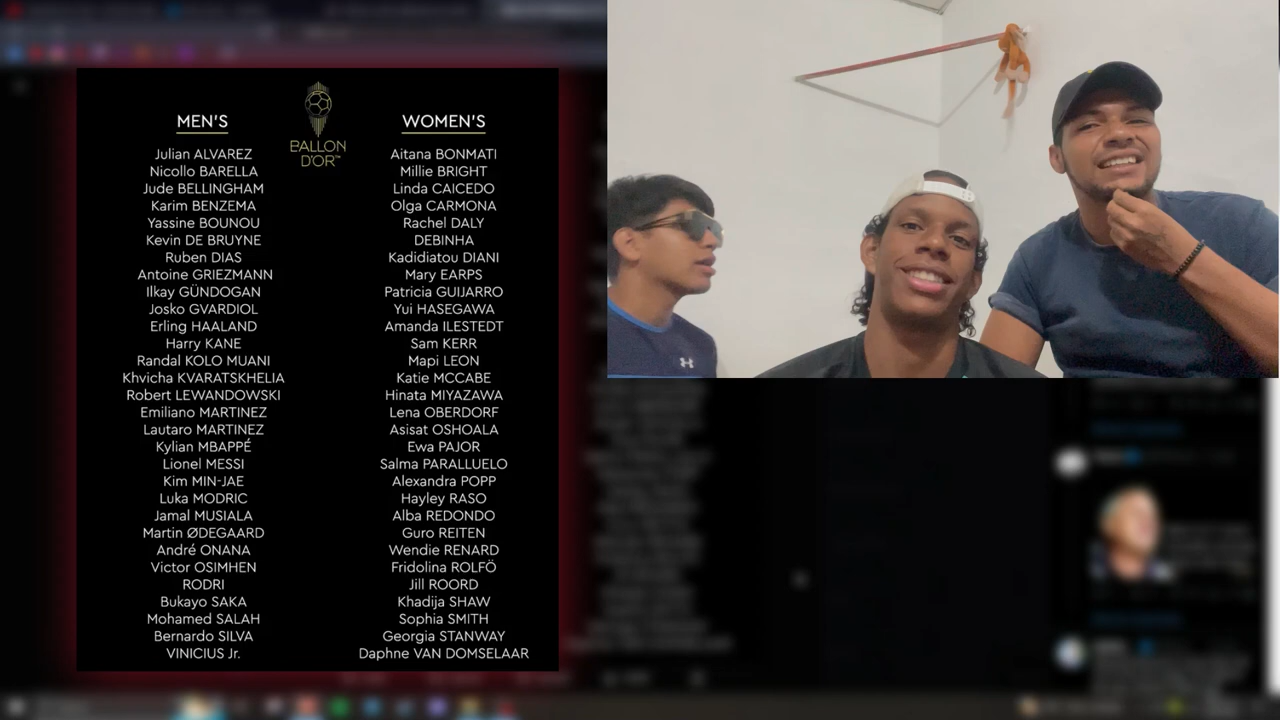 MEN'S
Julian ALVAREZ
Nicollo BARELLA
Jude BELLINGHAM
Karim BENZEMA
Yassine BOUNOU
Kevin DE BRUYNE
Ruben DIAS
Antoine GRIEZMANN
Ilkay GÜNDOGAN
Josko GVARDIOL
Erling HAALAND
Harry KANE
Randal KOLO MUANI
Khvicha KVARATSKHELIA
Robert LEWANDOWSKI
Emiliano MARTINEZ
Lautaro MARTINEZ
Kylian MBAPPÉ
Lionel MESSI
Kim MIN-JAE
Luka MODRIC
Jamal MUSIALA
Martin ØDEGAARD
André ONANA
Victor OSIMHEN
RODRI
Bukayo SAKA
Mohamed SALAH
Bernardo SILVA
VINICIUS Jr.
BALLON
D'OR™
WOMEN'S
Aitana BONMATI
Millie BRIGHT
Linda CAICEDO
Olga CARMONA
Rachel DALY
DEBINHA
Kadidiatou DIANI
Mary EARPS
Patricia GUIJARRO
Yui HASEGAWA
Amanda ILESTEDT
Sam KERR
Mapi LEON
Katie MCCABE
Hinata MIYAZAWA
Lena OBERDORF
Asisat OSHOALA
Ewa PAJOR
Salma PARALLUELO
Alexandra POPP
Hayley RASO
Alba REDONDO
Guro REITEN
Wendie RENARD
Fridolina ROLFÖ
Jill ROORD
Khadija SHAW
Sophia SMITH
Georgia STANWAY
Daphne VAN DOMSELAAR